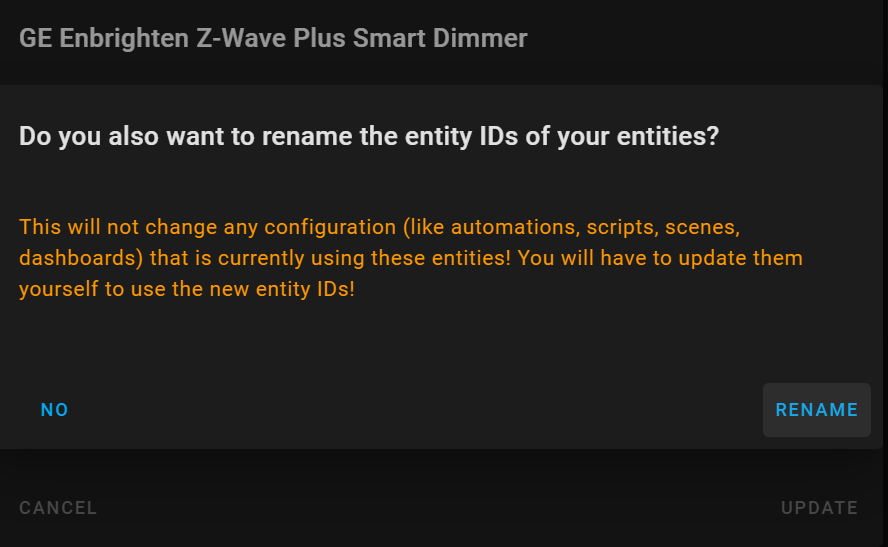 GE Enbrighten Z-Wave Plus Smart Dimmer
Do you also want to rename the entity IDs of your entities?
This will not change any configuration (like automations, scripts, scenes,
dashboards) that is currently using these entities! You will have to update them
yourself to use the new entity IDs!
NO
RENAME
CANCEL
UPDATE